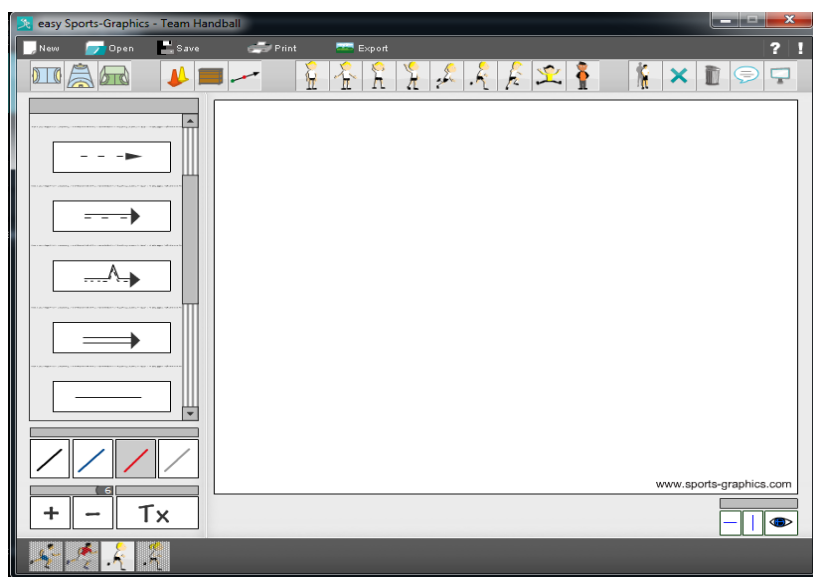 easy Sports-Graphics - Team Handball
New Open Save Print Export ? !
www.sports-graphics.com
6
+ − Tx